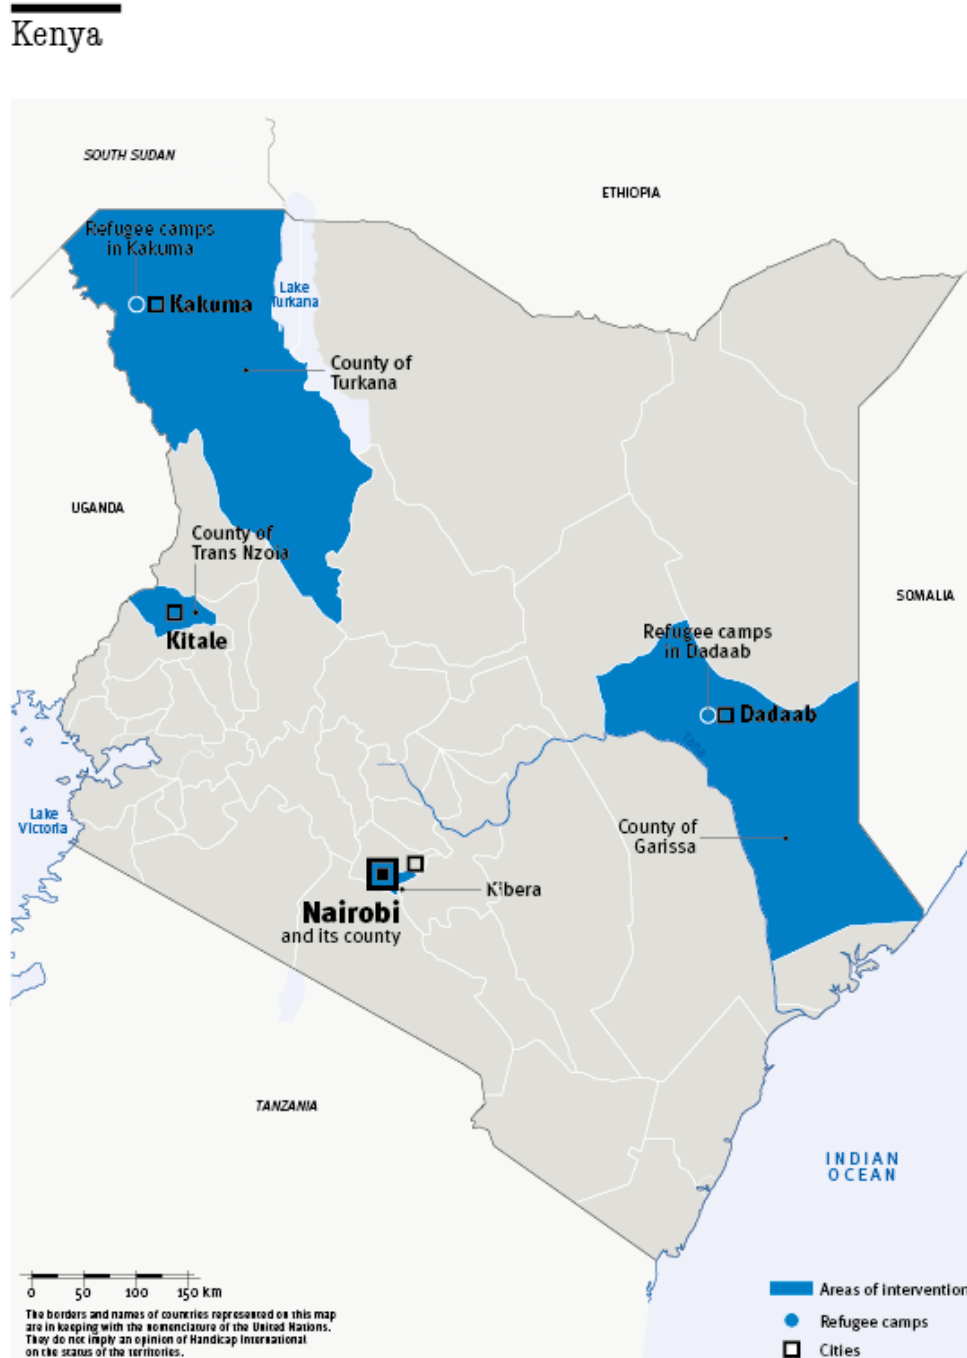 Kenya
SOUTH SUDAN
ETHIOPIA
Refugee camps
in Kakuma
Lake
Turkana
Kakuma
County of
Turkana
UGANDA
County of
Trans Nzoia
SOMALIA
Kitale
Refugee camps
in Dadaab
Dadaab
Tana
Lake
Victoria
County of
Garissa
Kibera
Nairobi
and its county
TANZANIA
INDIAN
OCEAN
0 50 100 150 km
The borders and names of countries represented on this map
are in keeping with the nomenclature of the United Nations.
They do not imply an opinion of Handicap International
on the status of the territories.
Areas of intervention
Refugee camps
Cities